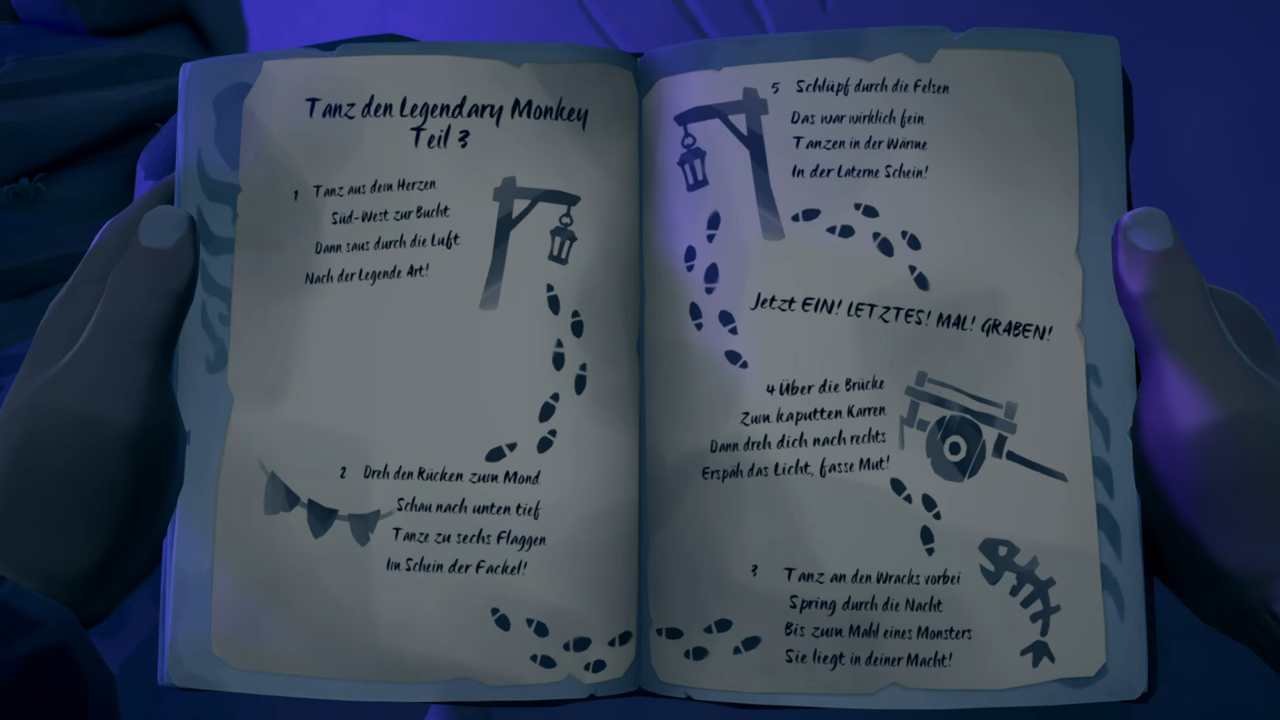 Tanz den Legendary Monkey
Teil 3
1 Tanz aus dem Herzen
Süd-West zur Bucht
Dann saus durch die Luft
Nach der Legende Art!
2 Dreh den Rücken zum Mond
Schau nach unten tief
Tanze zu sechs Flaggen
Im Schein der Fackel!
3 Tanz an den Wracks vorbei
Spring durch die Nacht
Bis zum Mahl eines Monsters
Sie liegt in deiner Macht!
4 Über die Brücke
Zum kaputten Karren
Dann dreh dich nach rechts
Erspäh das Licht, fasse Mut!
5 Schlüpf durch die Felsen
Das war wirklich fein
Tanzen in der Wärme
In der Laterne Schein!
Jetzt EIN! LETZTES! MAL! GRABEN!